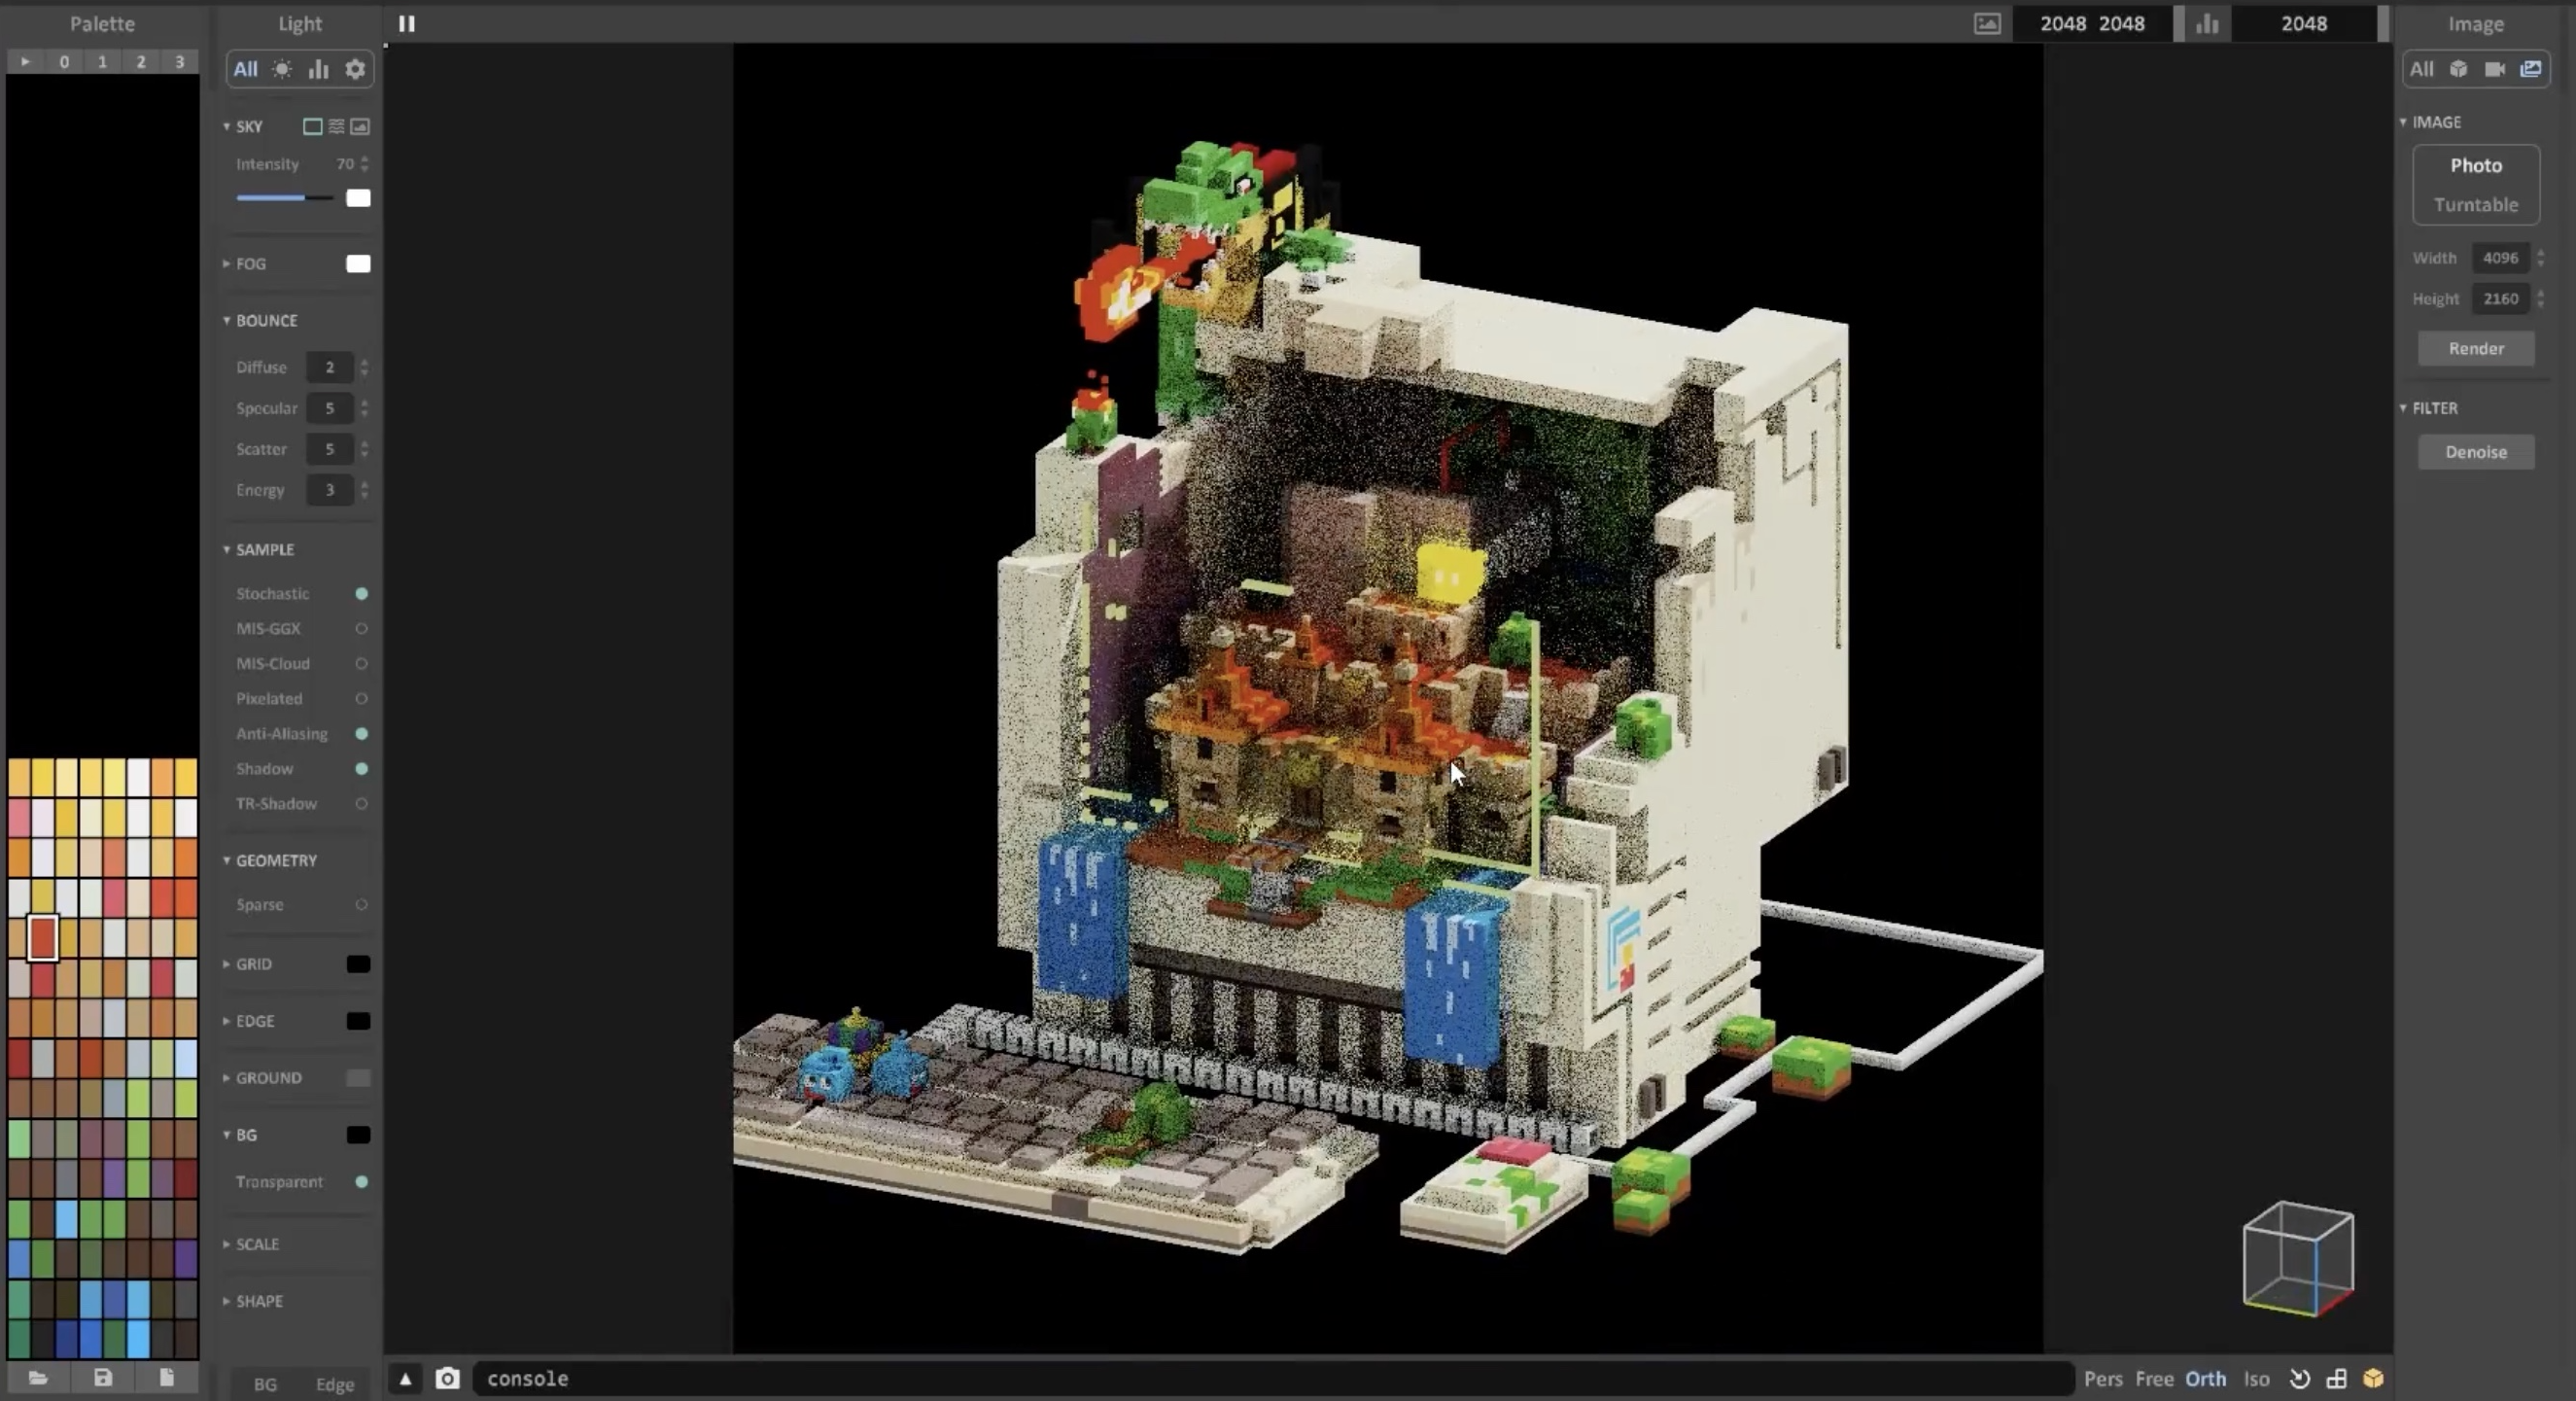 Palette
0 1 2 3
Light
All
SKY
Intensity 70
FOG
BOUNCE
Diffuse 2
Specular 5
Scatter 5
Energy 3
SAMPLE
Stochastic
MIS-GGX
MIS-Cloud
Pixelated
Anti-Aliasing
Shadow
TR-Shadow
GEOMETRY
Sparse
GRID
EDGE
GROUND
BG
Transparent
SCALE
SHAPE
BG Edge
2048 2048
2048
console
Pers Free Orth Iso
Image
All
IMAGE
Photo
Turntable
Width 4096
Height 2160
Render
FILTER
Denoise